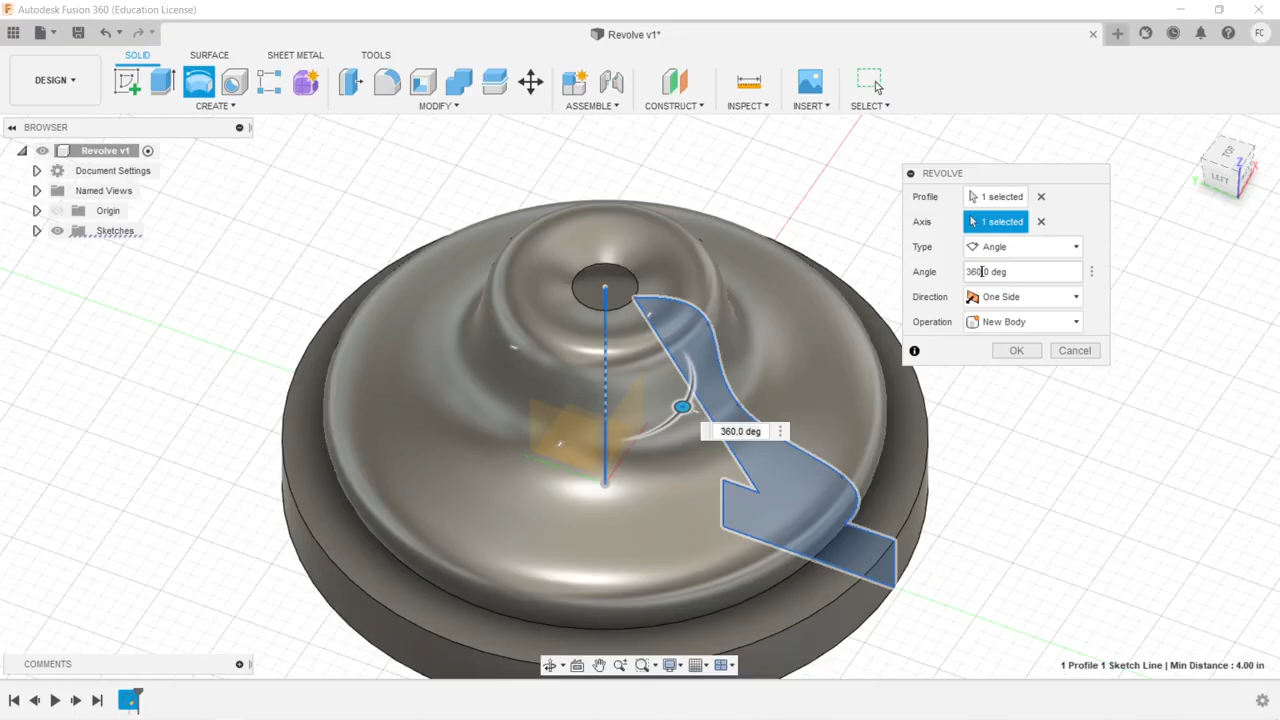 Autodesk Fusion 360 (Education License)
Revolve v1*
FC
DESIGN
SOLID SURFACE SHEET METAL TOOLS
CREATE MODIFY ASSEMBLE CONSTRUCT INSPECT INSERT SELECT
BROWSER
Revolve v1
Document Settings
Named Views
Origin
Sketches
TOP
LEFT
Z
X
Y
REVOLVE
Profile 1 selected
Axis 1 selected
Type Angle
Angle 360.0 deg
Direction One Side
Operation New Body
OK Cancel
360.0 deg
COMMENTS
1 Profile 1 Sketch Line | Min Distance : 4.00 in